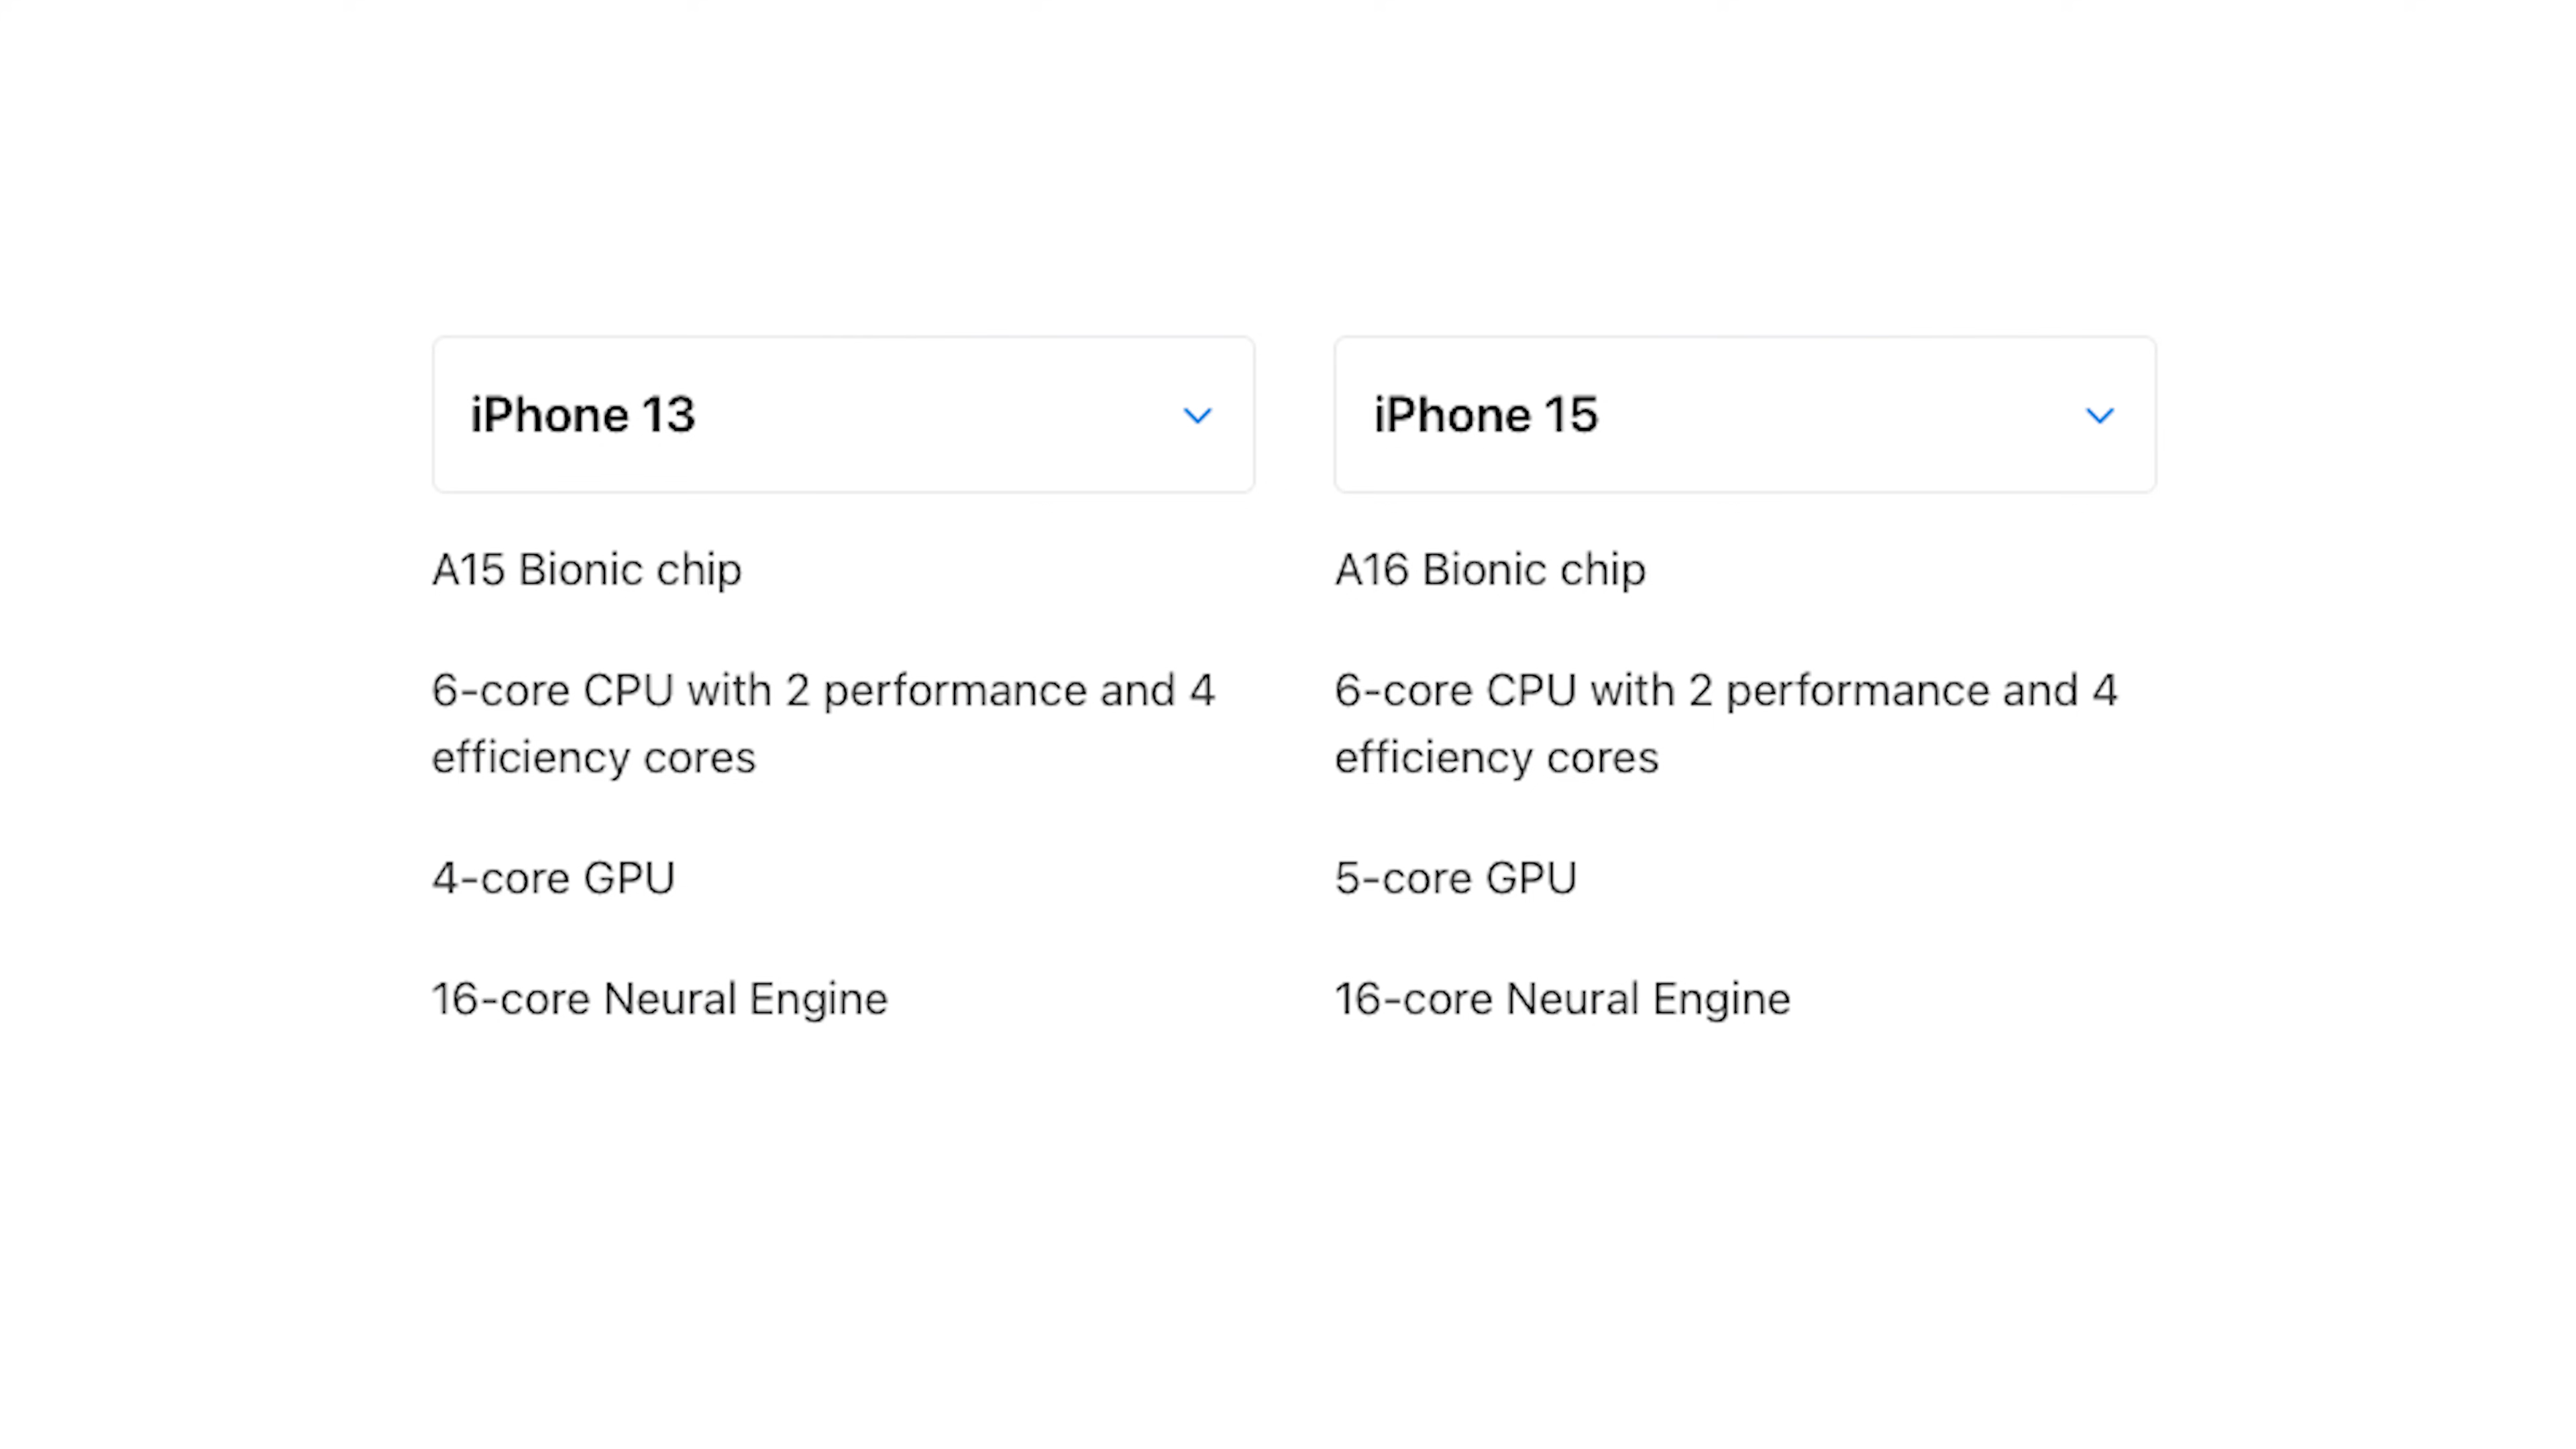 iPhone 13
A15 Bionic chip
6-core CPU with 2 performance and 4
efficiency cores
4-core GPU
16-core Neural Engine
iPhone 15
A16 Bionic chip
6-core CPU with 2 performance and 4
efficiency cores
5-core GPU
16-core Neural Engine